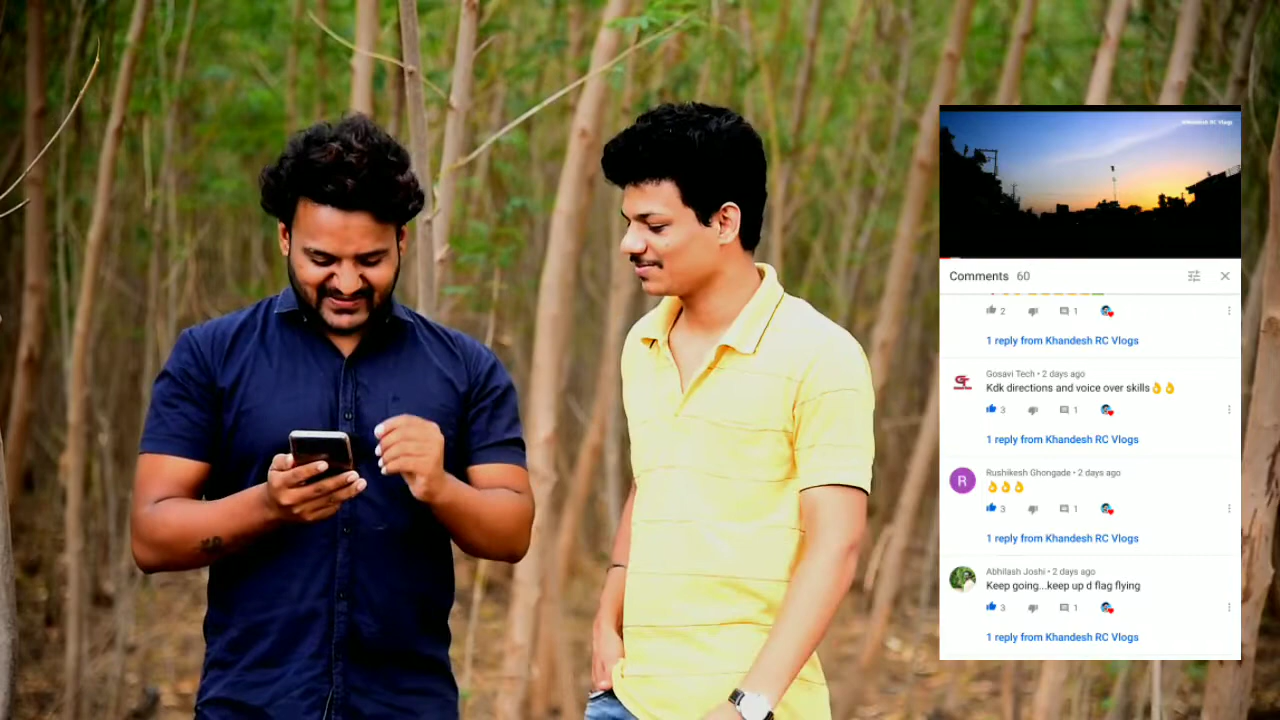 Khandesh RC Vlogs
Comments 60
2 1
1 reply from Khandesh RC Vlogs
GT
Gosavi Tech • 2 days ago
Kdk directions and voice over skills👌👌
3 1
1 reply from Khandesh RC Vlogs
R
Rushikesh Ghongade • 2 days ago
👌👌👌
3 1
1 reply from Khandesh RC Vlogs
Abhilash Joshi • 2 days ago
Keep going...keep up d flag flying
3 1
1 reply from Khandesh RC Vlogs